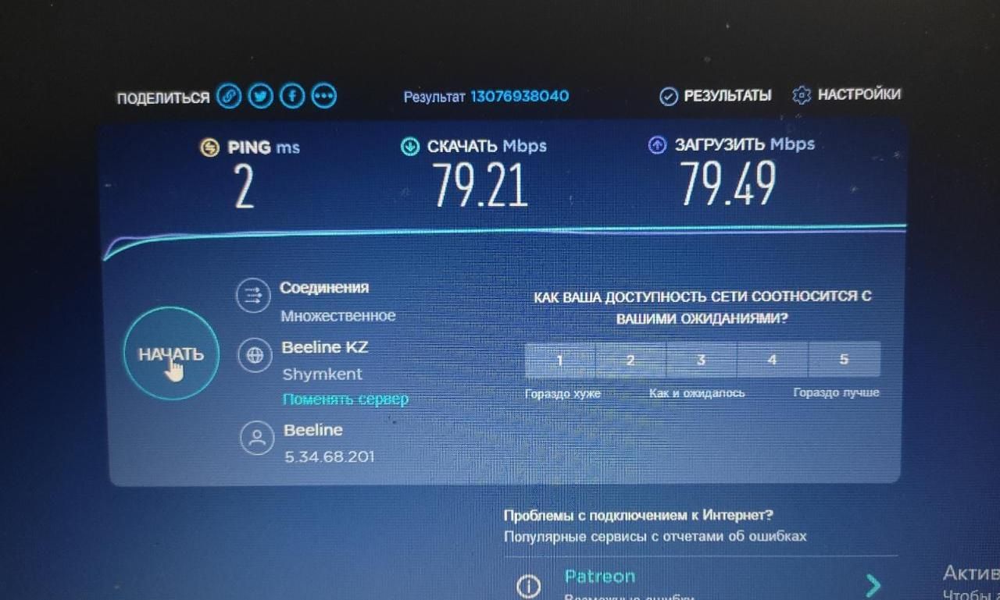 ПОДЕЛИТЬСЯ Результат 13076938040 РЕЗУЛЬТАТЫ НАСТРОЙКИ
PING ms СКАЧАТЬ Mbps ЗАГРУЗИТЬ Mbps
2 79.21 79.49
НАЧАТЬ
Соединения
Множественное
Beeline KZ
Shymkent
Поменять сервер
Beeline
5.34.68.201
КАК ВАША ДОСТУПНОСТЬ СЕТИ СООТНОСИТСЯ С
ВАШИМИ ОЖИДАНИЯМИ?
1 2 3 4 5
Гораздо хуже Как и ожидалось Гораздо лучше
Проблемы с подключением к Интернет?
Популярные сервисы с отчетами об ошибках
Patreon
Возможные ошибки
Актив
Чтобы